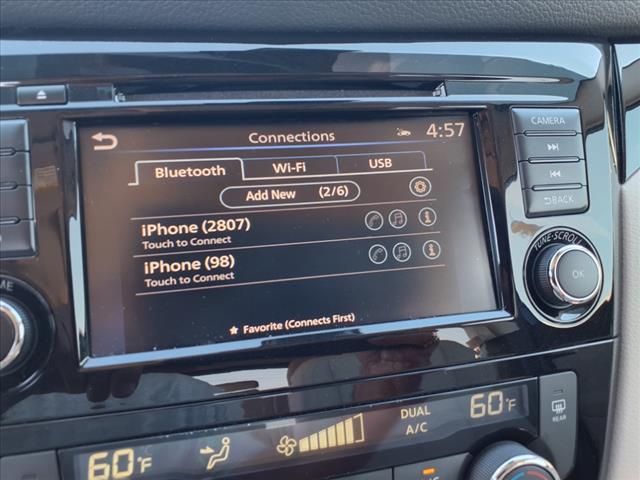 Connections 4:57
Bluetooth Wi-Fi USB
Add New (2/6)
iPhone (2807)
Touch to Connect
iPhone (98)
Touch to Connect
★ Favorite (Connects First)
CAMERA
BACK
TUNE·SCROLL
OK
60°F
DUAL
A/C
60°F
REAR